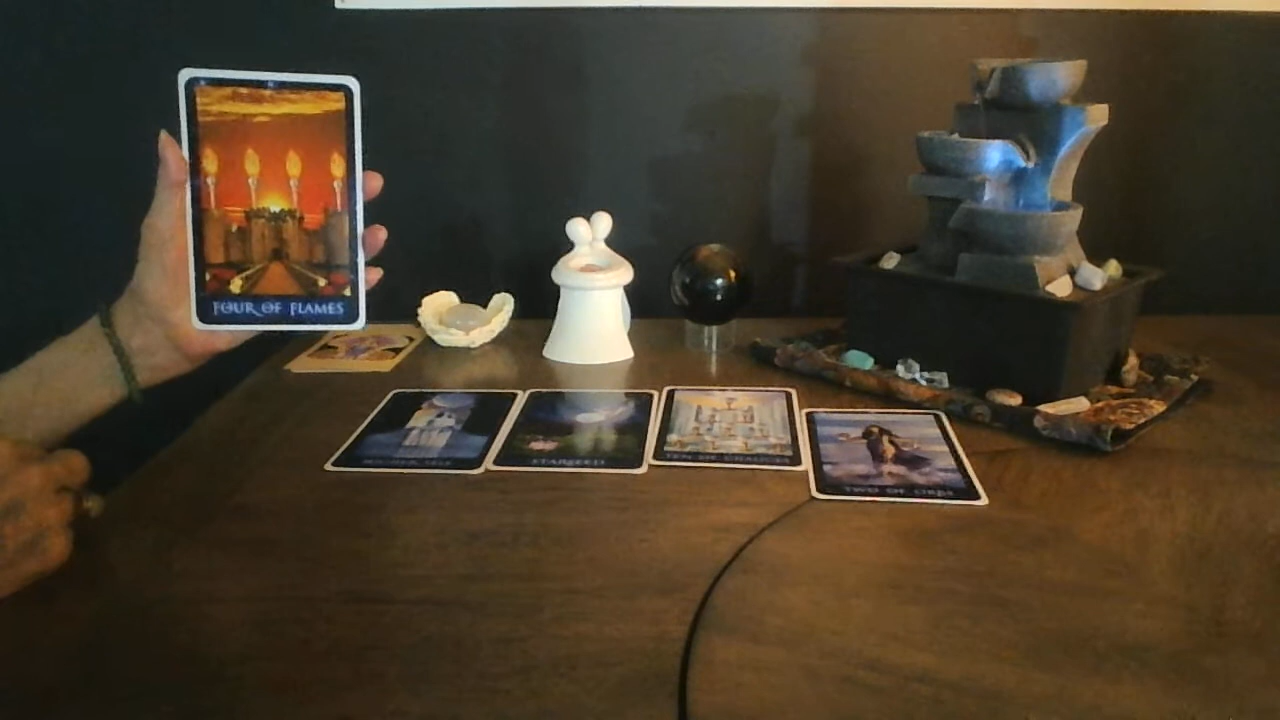 FOUR OF FLAMES
STARSEED
TEN OF CHALICES
TWO OF ORBS